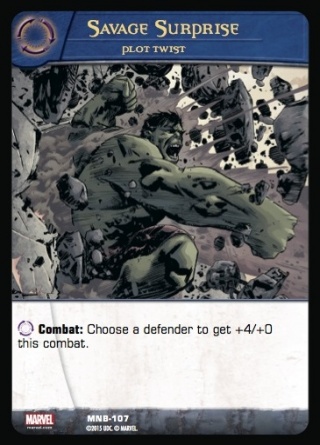 SAVAGE SURPRISE
PLOT TWIST
Combat: Choose a defender to get +4/+0
this combat.
MARVEL
MNB-107
©2015 UDC. © MARVEL.